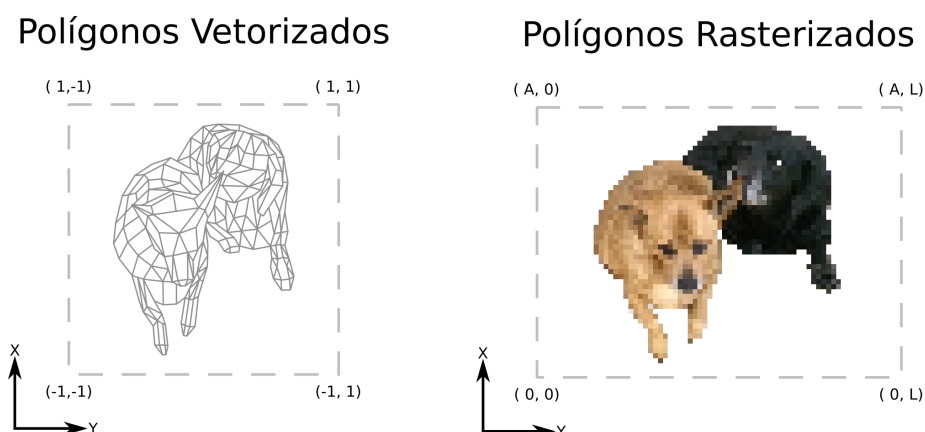 Polígonos Vetorizados
( 1,-1)
( 1, 1)
(-1,-1)
(-1, 1)
X
Y
Polígonos Rasterizados
( A, 0)
( A, L)
( 0, 0)
( 0, L)
X
Y